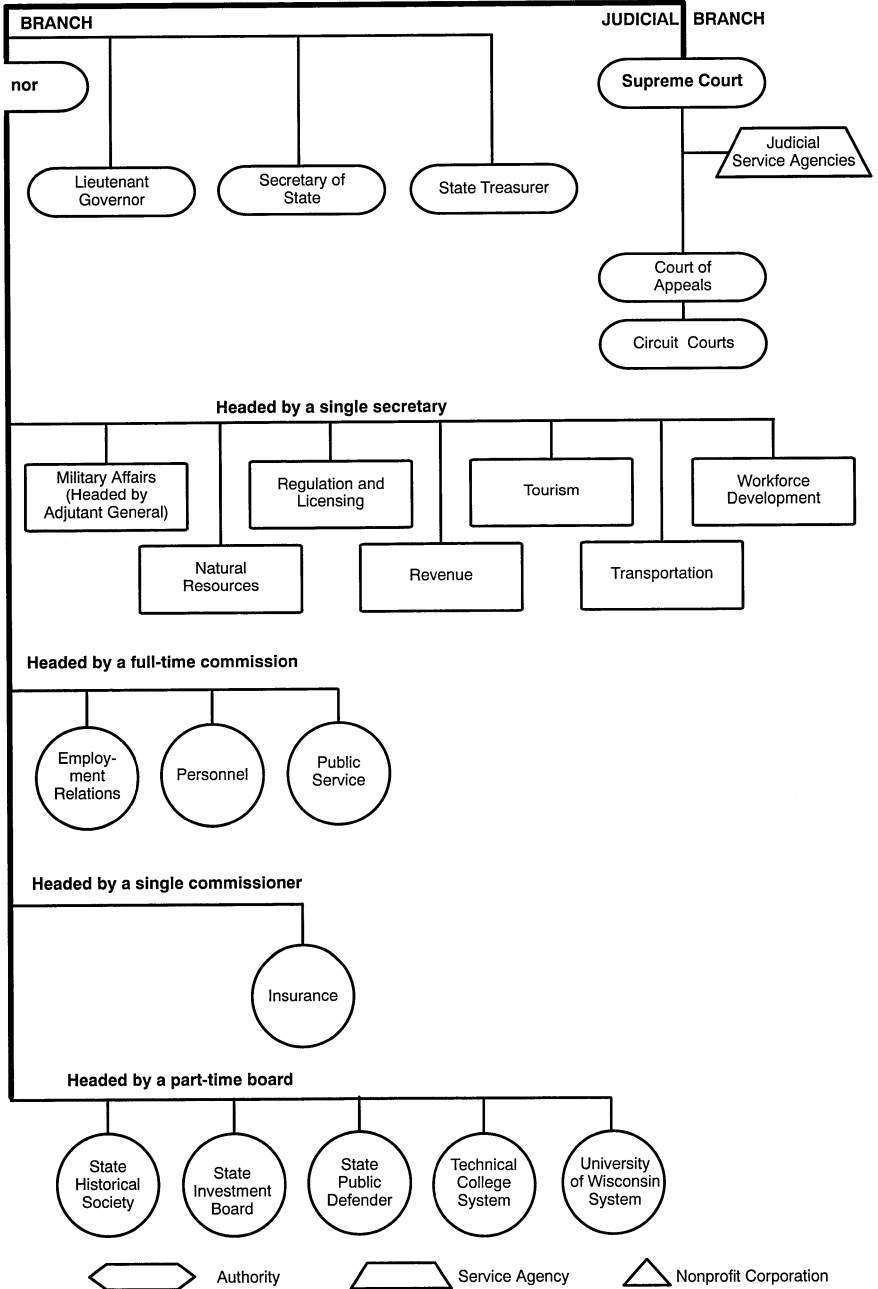 BRANCH
JUDICIAL BRANCH
nor
Supreme Court
Judicial
Service Agencies
Lieutenant
Governor
Secretary of
State
State Treasurer
Court of
Appeals
Circuit Courts
Headed by a single secretary
Military Affairs
(Headed by
Adjutant General)
Regulation and
Licensing
Tourism
Workforce
Development
Natural
Resources
Revenue
Transportation
Headed by a full-time commission
Employ-
ment
Relations
Personnel
Public
Service
Headed by a single commissioner
Insurance
Headed by a part-time board
State
Historical
Society
State
Investment
Board
State
Public
Defender
Technical
College
System
University
of Wisconsin
System
Authority
Service Agency
Nonprofit Corporation